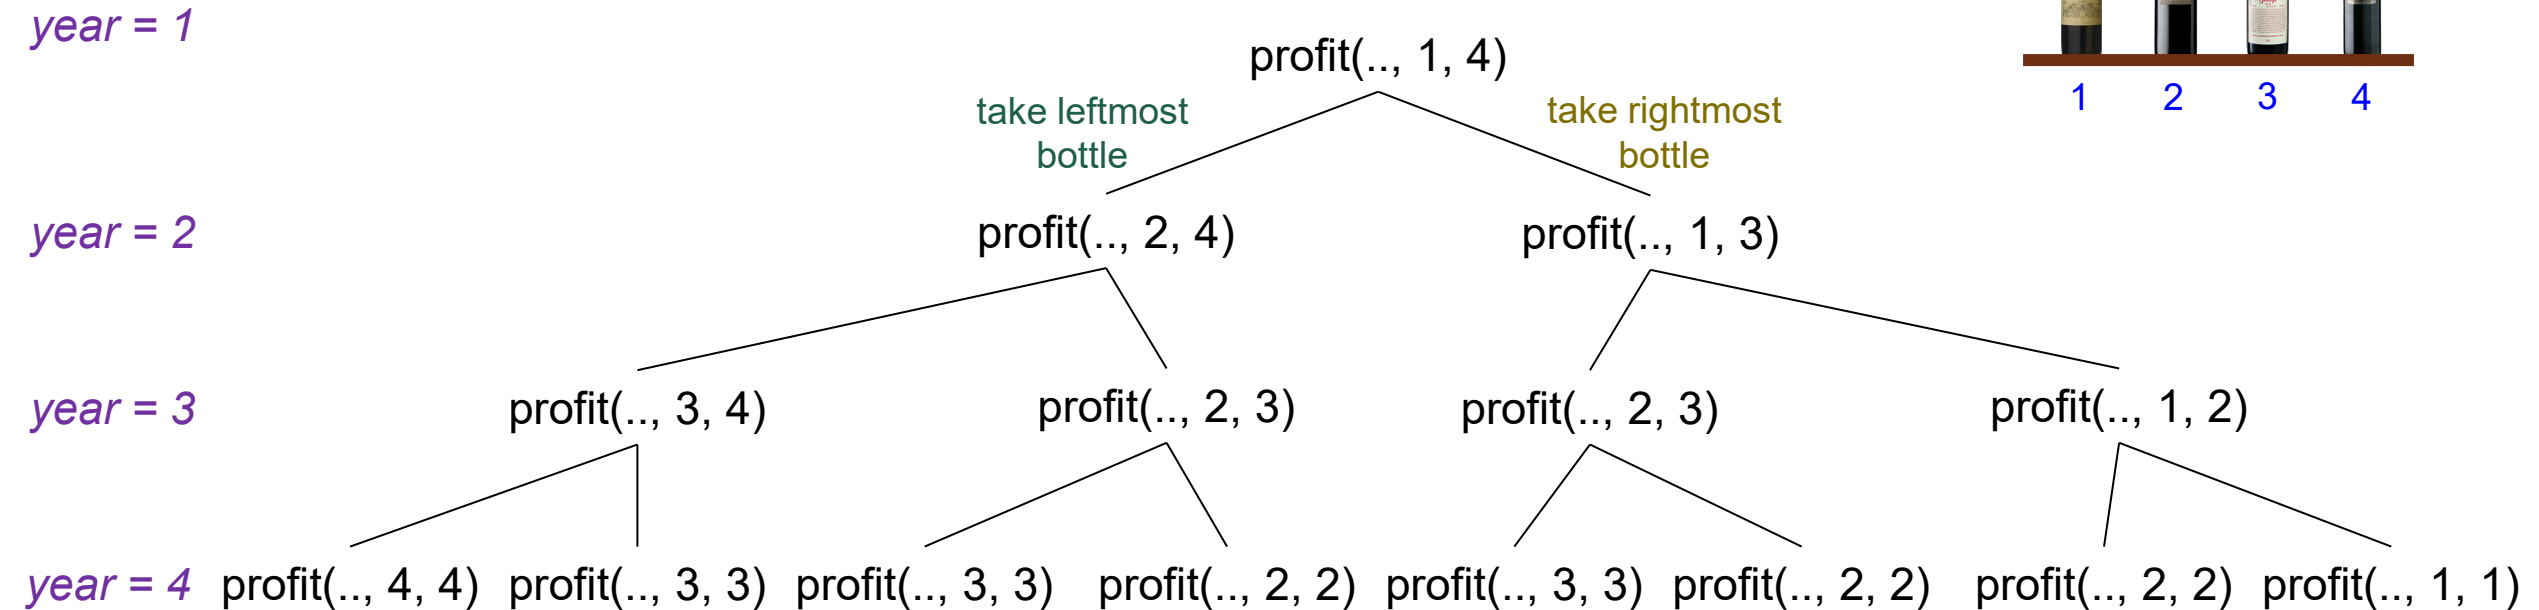 year = 1
profit(.., 1, 4)
1 2 3 4
take leftmost
bottle
take rightmost
bottle
year = 2
profit(.., 2, 4)
profit(.., 1, 3)
year = 3
profit(.., 3, 4)
profit(.., 2, 3)
profit(.., 2, 3)
profit(.., 1, 2)
year = 4
profit(.., 4, 4)
profit(.., 3, 3)
profit(.., 3, 3)
profit(.., 2, 2)
profit(.., 3, 3)
profit(.., 2, 2)
profit(.., 2, 2)
profit(.., 1, 1)